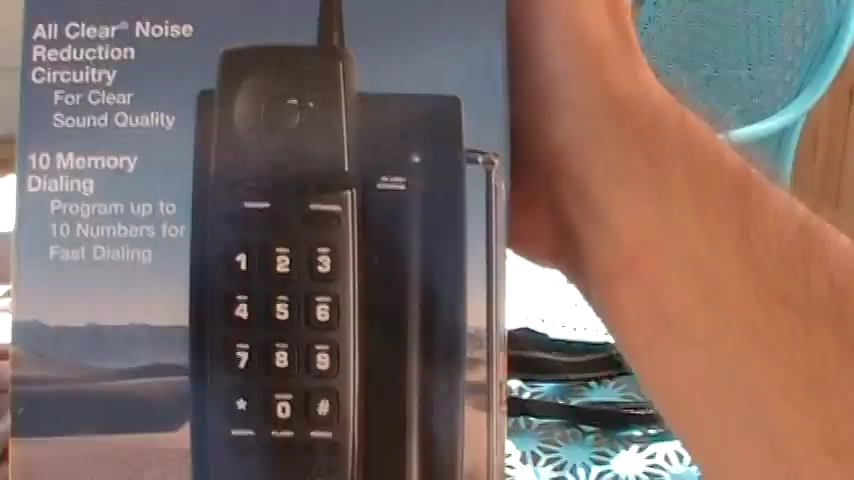 All Clear® Noise
Reduction
Circuitry
For Clear
Sound Quality
10 Memory
Dialing
Program up to
10 Numbers for
Fast Dialing
1 2 3
4 5 6
7 8 9
* 0 #